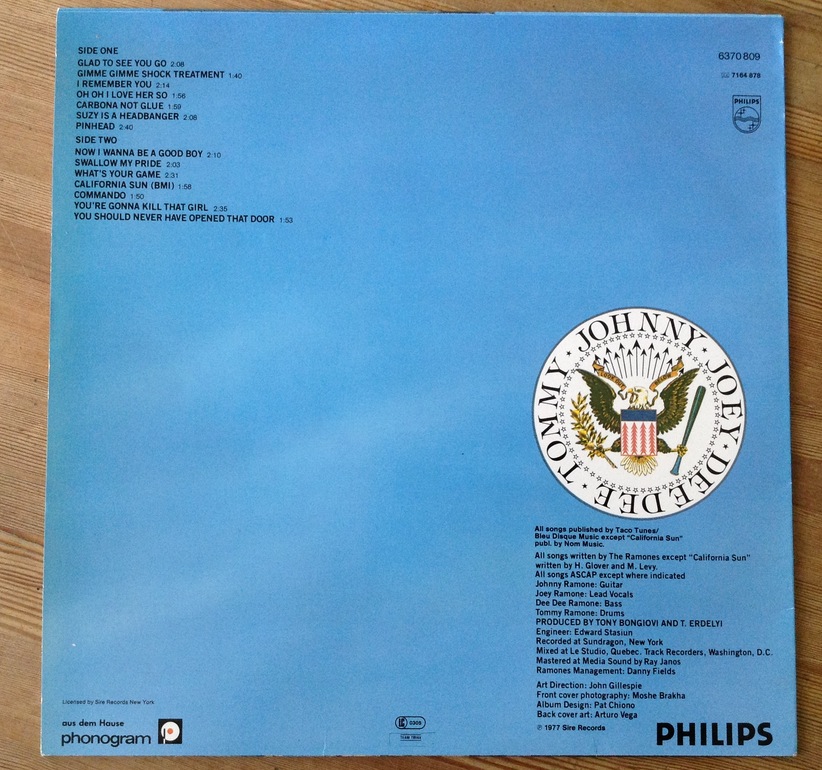 SIDE ONE
GLAD TO SEE YOU GO 2:08
GIMME GIMME SHOCK TREATMENT 1:40
I REMEMBER YOU 2:14
OH OH I LOVE HER SO 1:56
CARBONA NOT GLUE 1:59
SUZY IS A HEADBANGER 2:08
PINHEAD 2:40
SIDE TWO
NOW I WANNA BE A GOOD BOY 2:10
SWALLOW MY PRIDE 2:03
WHAT'S YOUR GAME 2:31
CALIFORNIA SUN (BMI) 1:58
COMMANDO 1:50
YOU'RE GONNA KILL THAT GIRL 2:35
YOU SHOULD NEVER HAVE OPENED THAT DOOR 1:53
6370 809
7164 878
PHILIPS
JOHNNY · JOEY · DEE DEE · TOMMY ·
All songs published by Taco Tunes/
Bleu Disque Music except "California Sun"
publ. by Nom Music.
All songs written by The Ramones except "California Sun"
written by H. Glover and M. Levy.
All songs ASCAP except where indicated
Johnny Ramone: Guitar
Joey Ramone: Lead Vocals
Dee Dee Ramone: Bass
Tommy Ramone: Drums
PRODUCED BY TONY BONGIOVI AND T. ERDELYI
Engineer: Edward Stasiun
Recorded at Sundragon, New York
Mixed at Le Studio, Quebec. Track Recorders, Washington, D.C.
Mastered at Media Sound by Ray Janos
Ramones Management: Danny Fields
Art Direction: John Gillespie
Front cover photography: Moshe Brakha
Album Design: Pat Chiono
Back cover art: Arturo Vega
℗ 1977 Sire Records
PHILIPS
Licensed by Sire Records New York
aus dem Hause
phonogram